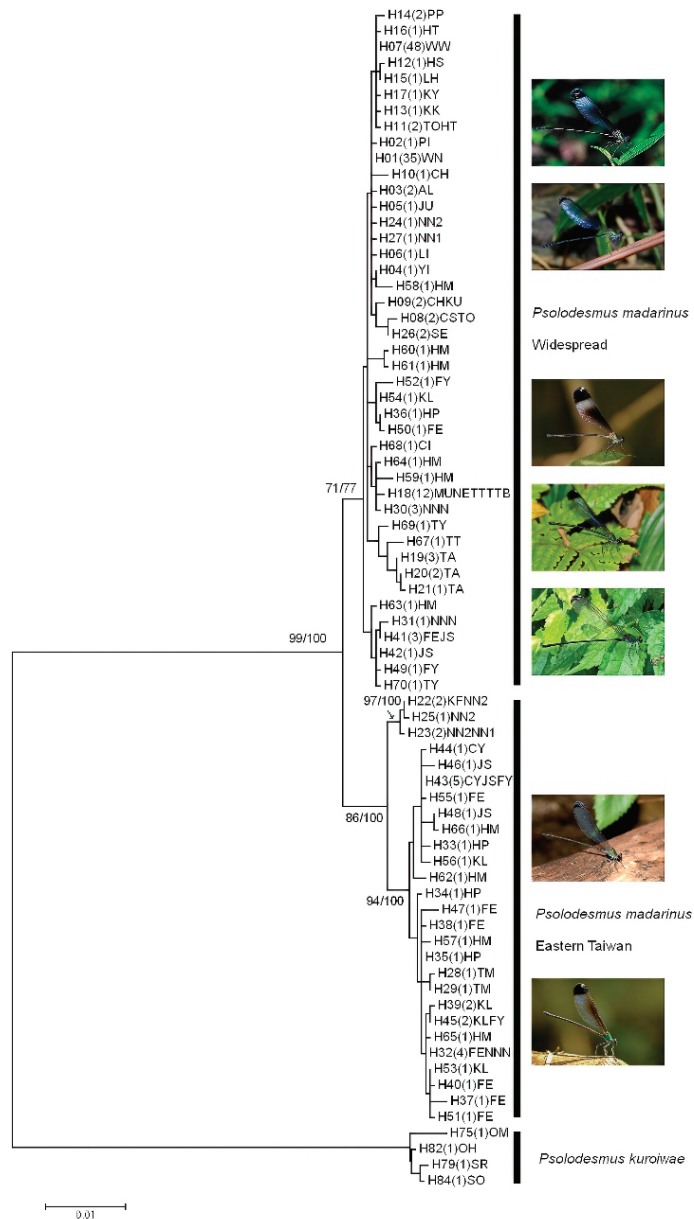 H14(2)PP
H16(1)HT
H07(48)WW
H12(1)HS
H15(1)LH
H17(1)KY
H13(1)KK
H11(2)TOHT
H02(1)PI
H01(35)WN
H10(1)CH
H03(2)AL
H05(1)JU
H24(1)NN2
H27(1)NN1
H06(1)LI
H04(1)YI
H58(1)HM
H09(2)CHKU
H08(2)CSTO
H26(2)SE
H60(1)HM
H61(1)HM
H52(1)FY
H54(1)KL
H36(1)HP
H50(1)FE
H68(1)CI
H64(1)HM
H59(1)HM
H18(12)MUNETTTTB
H30(3)NNN
H69(1)TY
H67(1)TT
H19(3)TA
H20(2)TA
H21(1)TA
H63(1)HM
H31(1)NNN
H41(3)FEJS
H42(1)JS
H49(1)FY
H70(1)TY
H22(2)KFNN2
H25(1)NN2
H23(2)NN2NN1
H44(1)CY
H46(1)JS
H43(5)CYJSFY
H55(1)FE
H48(1)JS
H66(1)HM
H33(1)HP
H56(1)KL
H62(1)HM
H34(1)HP
H47(1)FE
H38(1)FE
H57(1)HM
H35(1)HP
H28(1)TM
H29(1)TM
H39(2)KL
H45(2)KLFY
H65(1)HM
H32(4)FENNN
H53(1)KL
H40(1)FE
H37(1)FE
H51(1)FE
H75(1)OM
H82(1)OH
H79(1)SR
H84(1)SO
71/77
99/100
97/100
86/100
94/100
0.01
Psolodesmus madarinus
Widespread
Psolodesmus madarinus
Eastern Taiwan
Psolodesmus kuroiwae